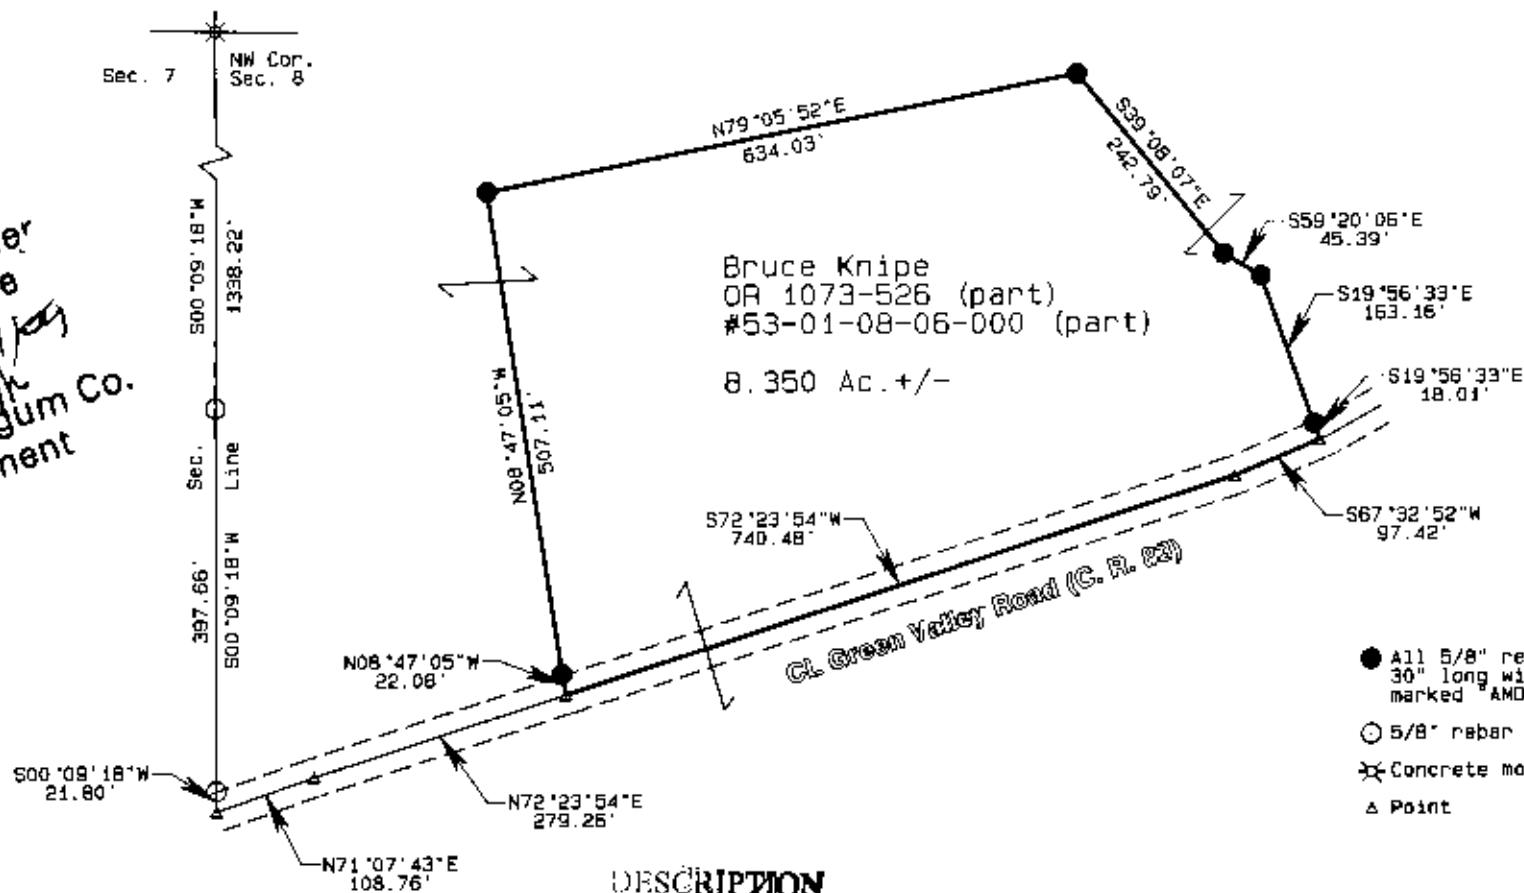 Sec. 7
NW Cor.
Sec. 8
N79°05'52"E
634.03'
S39°08'07"E
242.79'
S59°20'06"E
45.39'
S19°56'33"E
163.16'
S19°56'33"E
18.01'
S00°09'18"W
1338.22'
er
e
gum Co.
ment
Bruce Knipe
OR 1073-526 (part)
#53-01-08-06-000 (part)
8.350 Ac.+/-
N08°47'05"W
507.11'
Sec.
Line
S72°23'54"W
740.48'
S67°32'52"W
97.42'
CL Green Valley Road (C. R. 82)
397.66'
S00°09'18"W
N08°47'05"W
22.08'
S00°09'18"W
21.80'
N72°23'54"E
279.26'
N71°07'43"E
108.76'
All 5/8" re
30" long wi
marked "AMD
5/8" rebar
Concrete mo
Point
DESCRIPTION